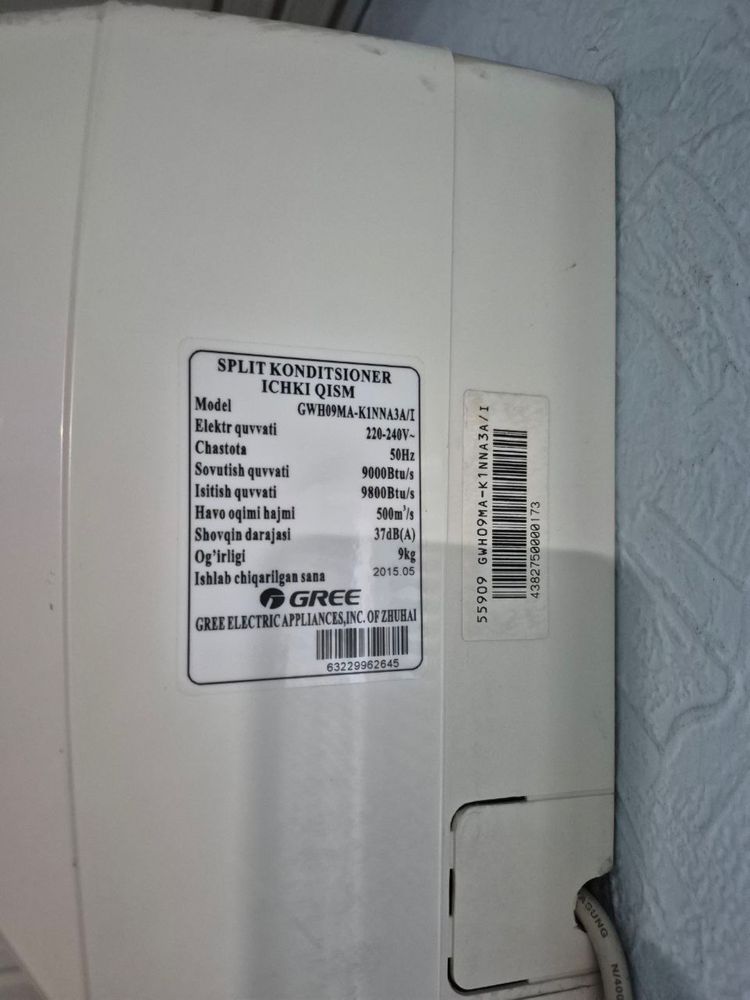 SPLIT KONDITSIONER
ICHKI QISM
Model GWH09MA-K1NNA3A/I
Elektr quvvati 220-240V~
Chastota 50Hz
Sovutish quvvati 9000Btu/s
Isitish quvvati 9800Btu/s
Havo oqimi hajmi 500m³/s
Shovqin darajasi 37dB(A)
Og'irligi 9kg
Ishlab chiqarilgan sana 2015.05
GREE
GREE ELECTRIC APPLIANCES,INC. OF ZHUHAI
63229962645
55909 GWH09MA-K1NNA3A/I
4382750000173
ASUNG